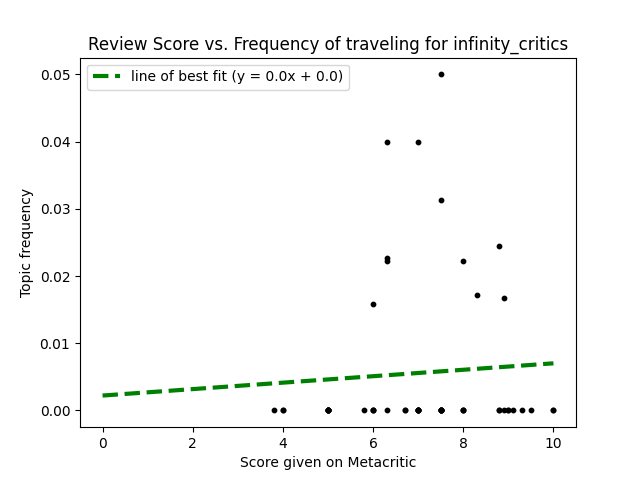 Review Score vs. Frequency of traveling for infinity_critics
line of best fit (y = 0.0x + 0.0)
Topic frequency
0.05
0.04
0.03
0.02
0.01
0.00
0 2 4 6 8 10
Score given on Metacritic